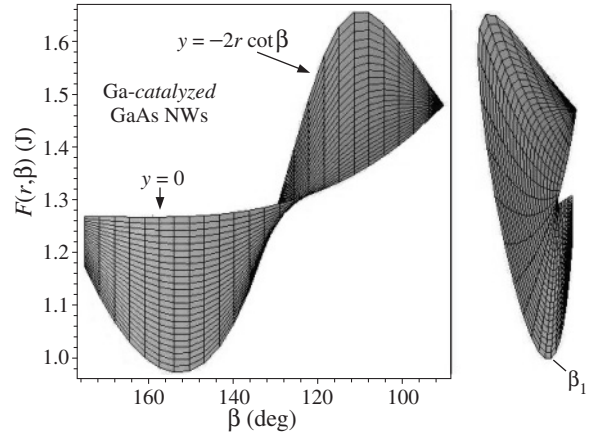 1.6
1.5
1.4
1.3
1.2
1.1
1.0
F(r,β) (J)
y = −2r cotβ
Ga-catalyzed
GaAs NWs
y = 0
160
140
120
100
β (deg)
β₁